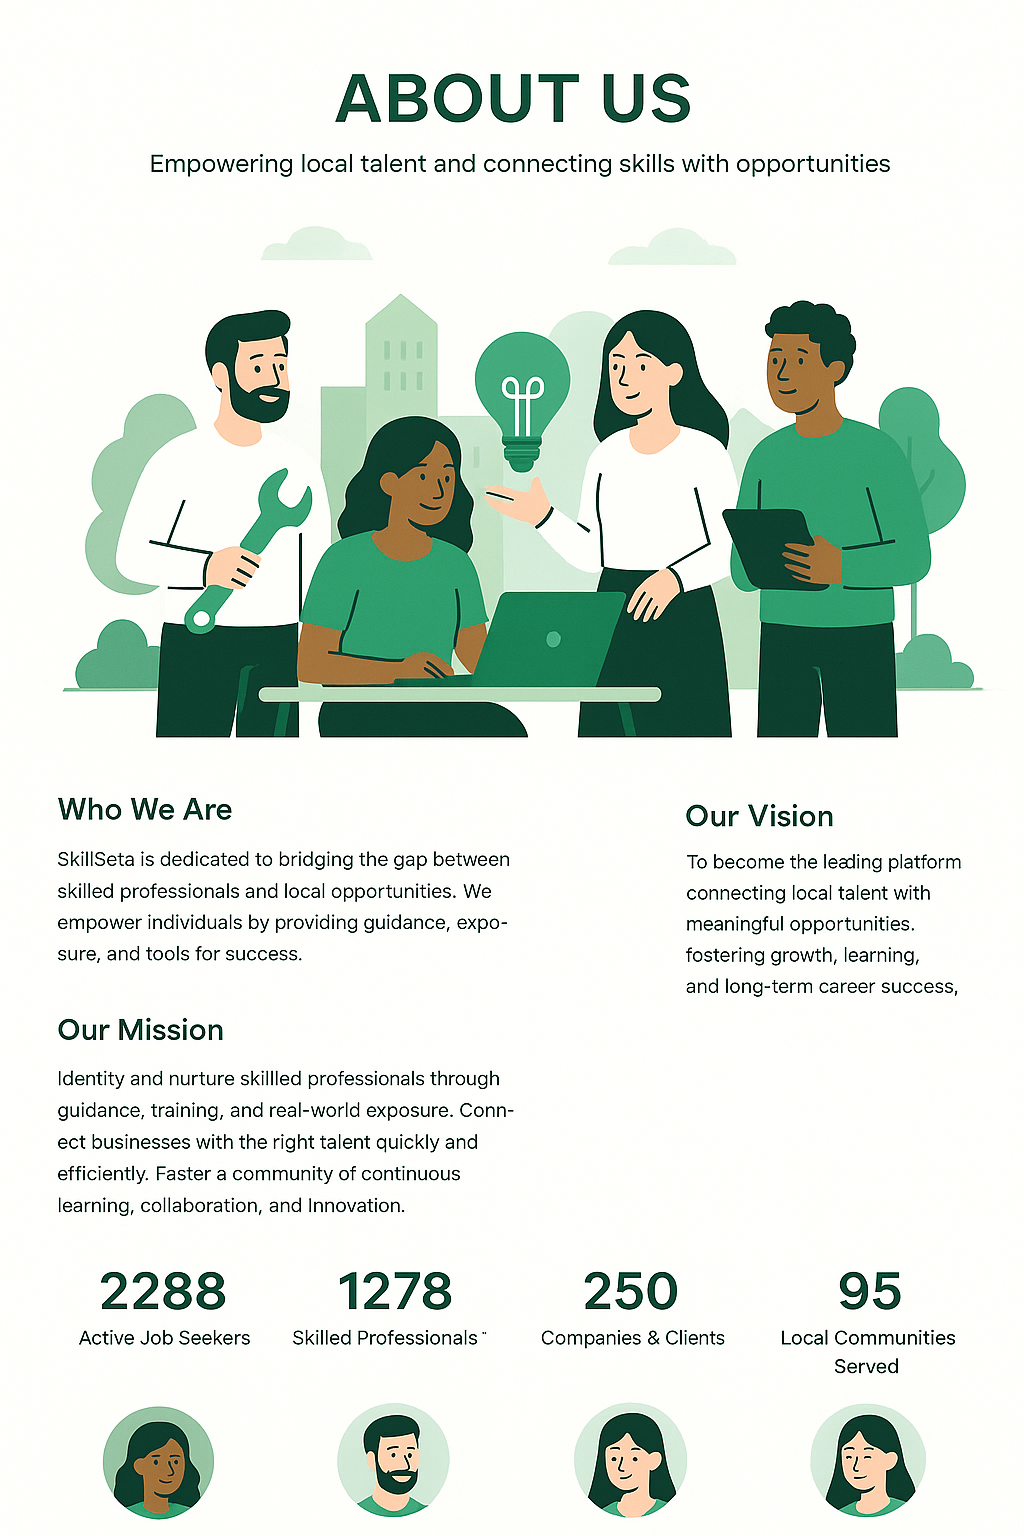 ABOUT US
Empowering local talent and connecting skills with opportunities
Who We Are
SkillSeta is dedicated to bridging the gap between
skilled professionals and local opportunities. We
empower individuals by providing guidance, expo-
sure, and tools for success.
Our Mission
Identity and nurture skillled professionals through
guidance, training, and real-world exposure. Conn-
ect businesses with the right talent quickly and
efficiently. Faster a community of continuous
learning, collaboration, and Innovation.
Our Vision
To become the leading platform
connecting local talent with
meaningful opportunities.
fostering growth, learning,
and long-term career success,
2288
Active Job Seekers
1278
Skilled Professionals
250
Companies & Clients
95
Local Communities
Served